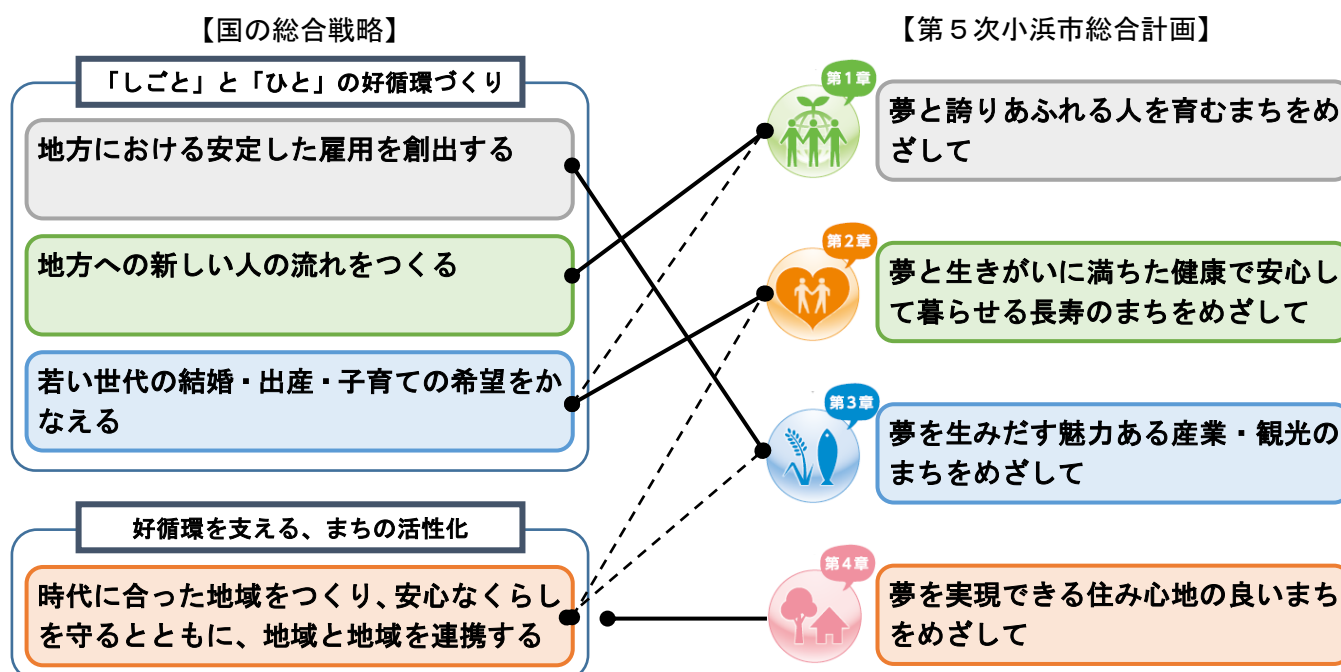 【国の総合戦略】
「しごと」と「ひと」の好循環づくり
地方における安定した雇用を創出する
地方への新しい人の流れをつくる
若い世代の結婚・出産・子育ての希望をか
なえる
好循環を支える、まちの活性化
時代に合った地域をつくり、安心なくらし
を守るとともに、地域と地域を連携する
【第５次小浜市総合計画】
第1章
夢と誇りあふれる人を育むまちをめ
ざして
第2章
夢と生きがいに満ちた健康で安心し
て暮らせる長寿のまちをめざして
第3章
夢を生みだす魅力ある産業・観光の
まちをめざして
第4章
夢を実現できる住み心地の良いまち
をめざして